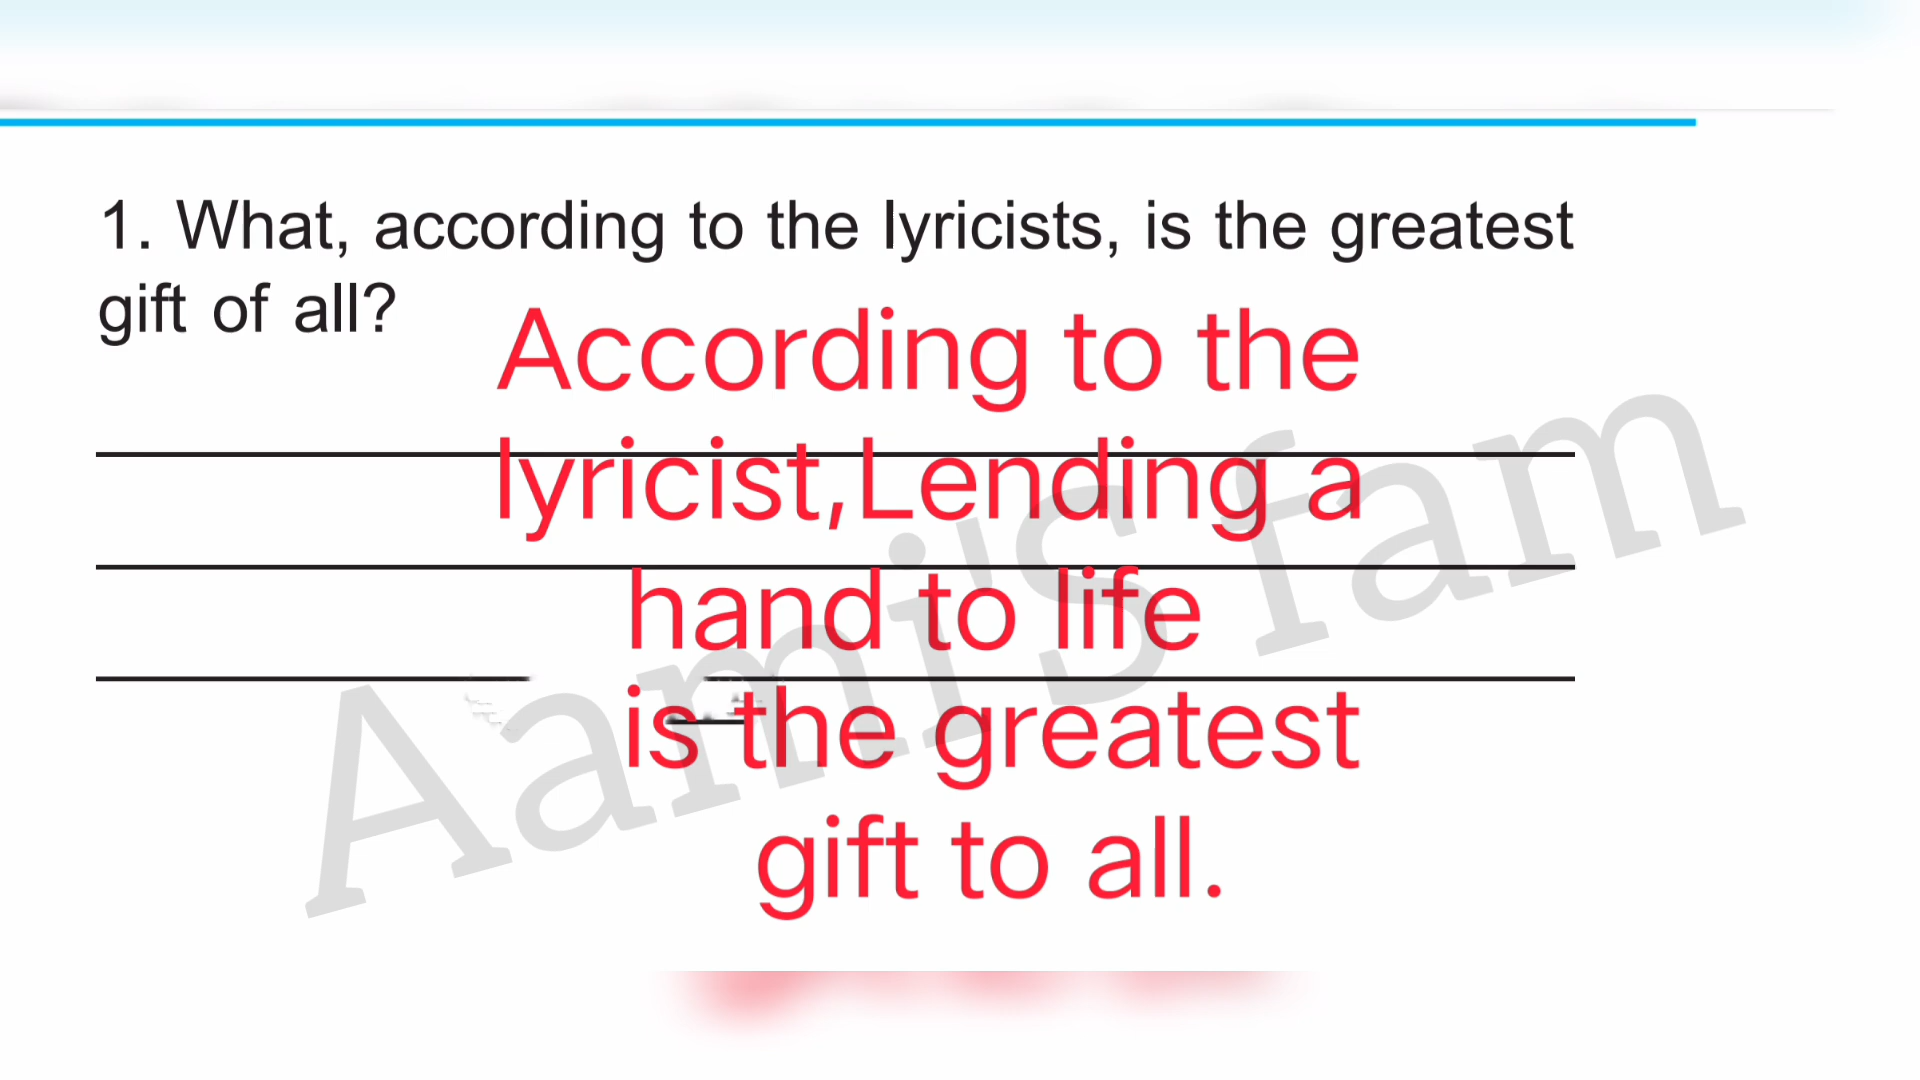 1. What, according to the lyricists, is the greatest
gift of all?
According to the
lyricist,Lending a
hand to life
is the greatest
gift to all.
Aami'S fam